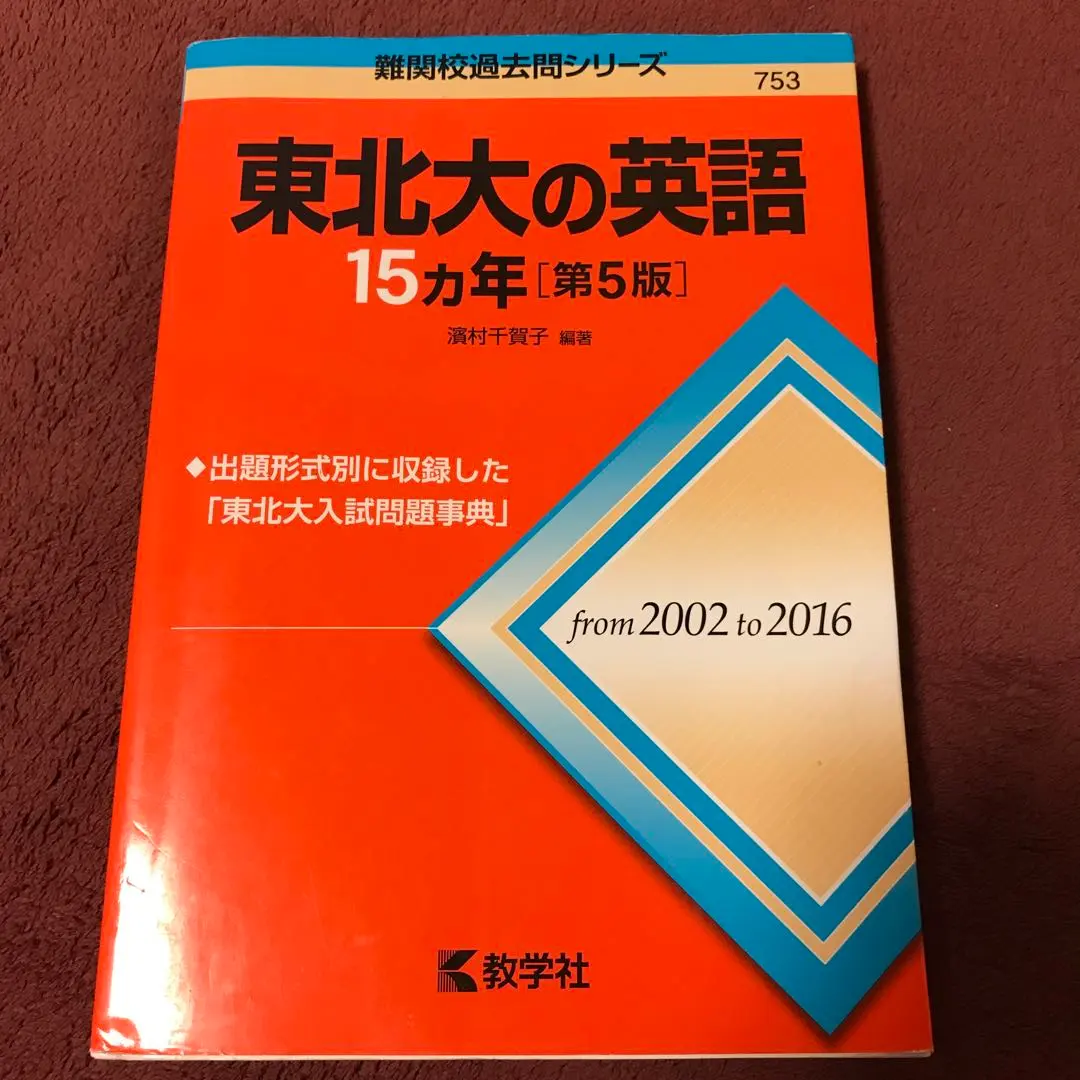 難関校過去問シリーズ
753
東北大の英語
15ヵ年［第5版］
濱村千賀子 編著
◆出題形式別に収録した
「東北大入試問題事典」
from 2002 to 2016
教学社